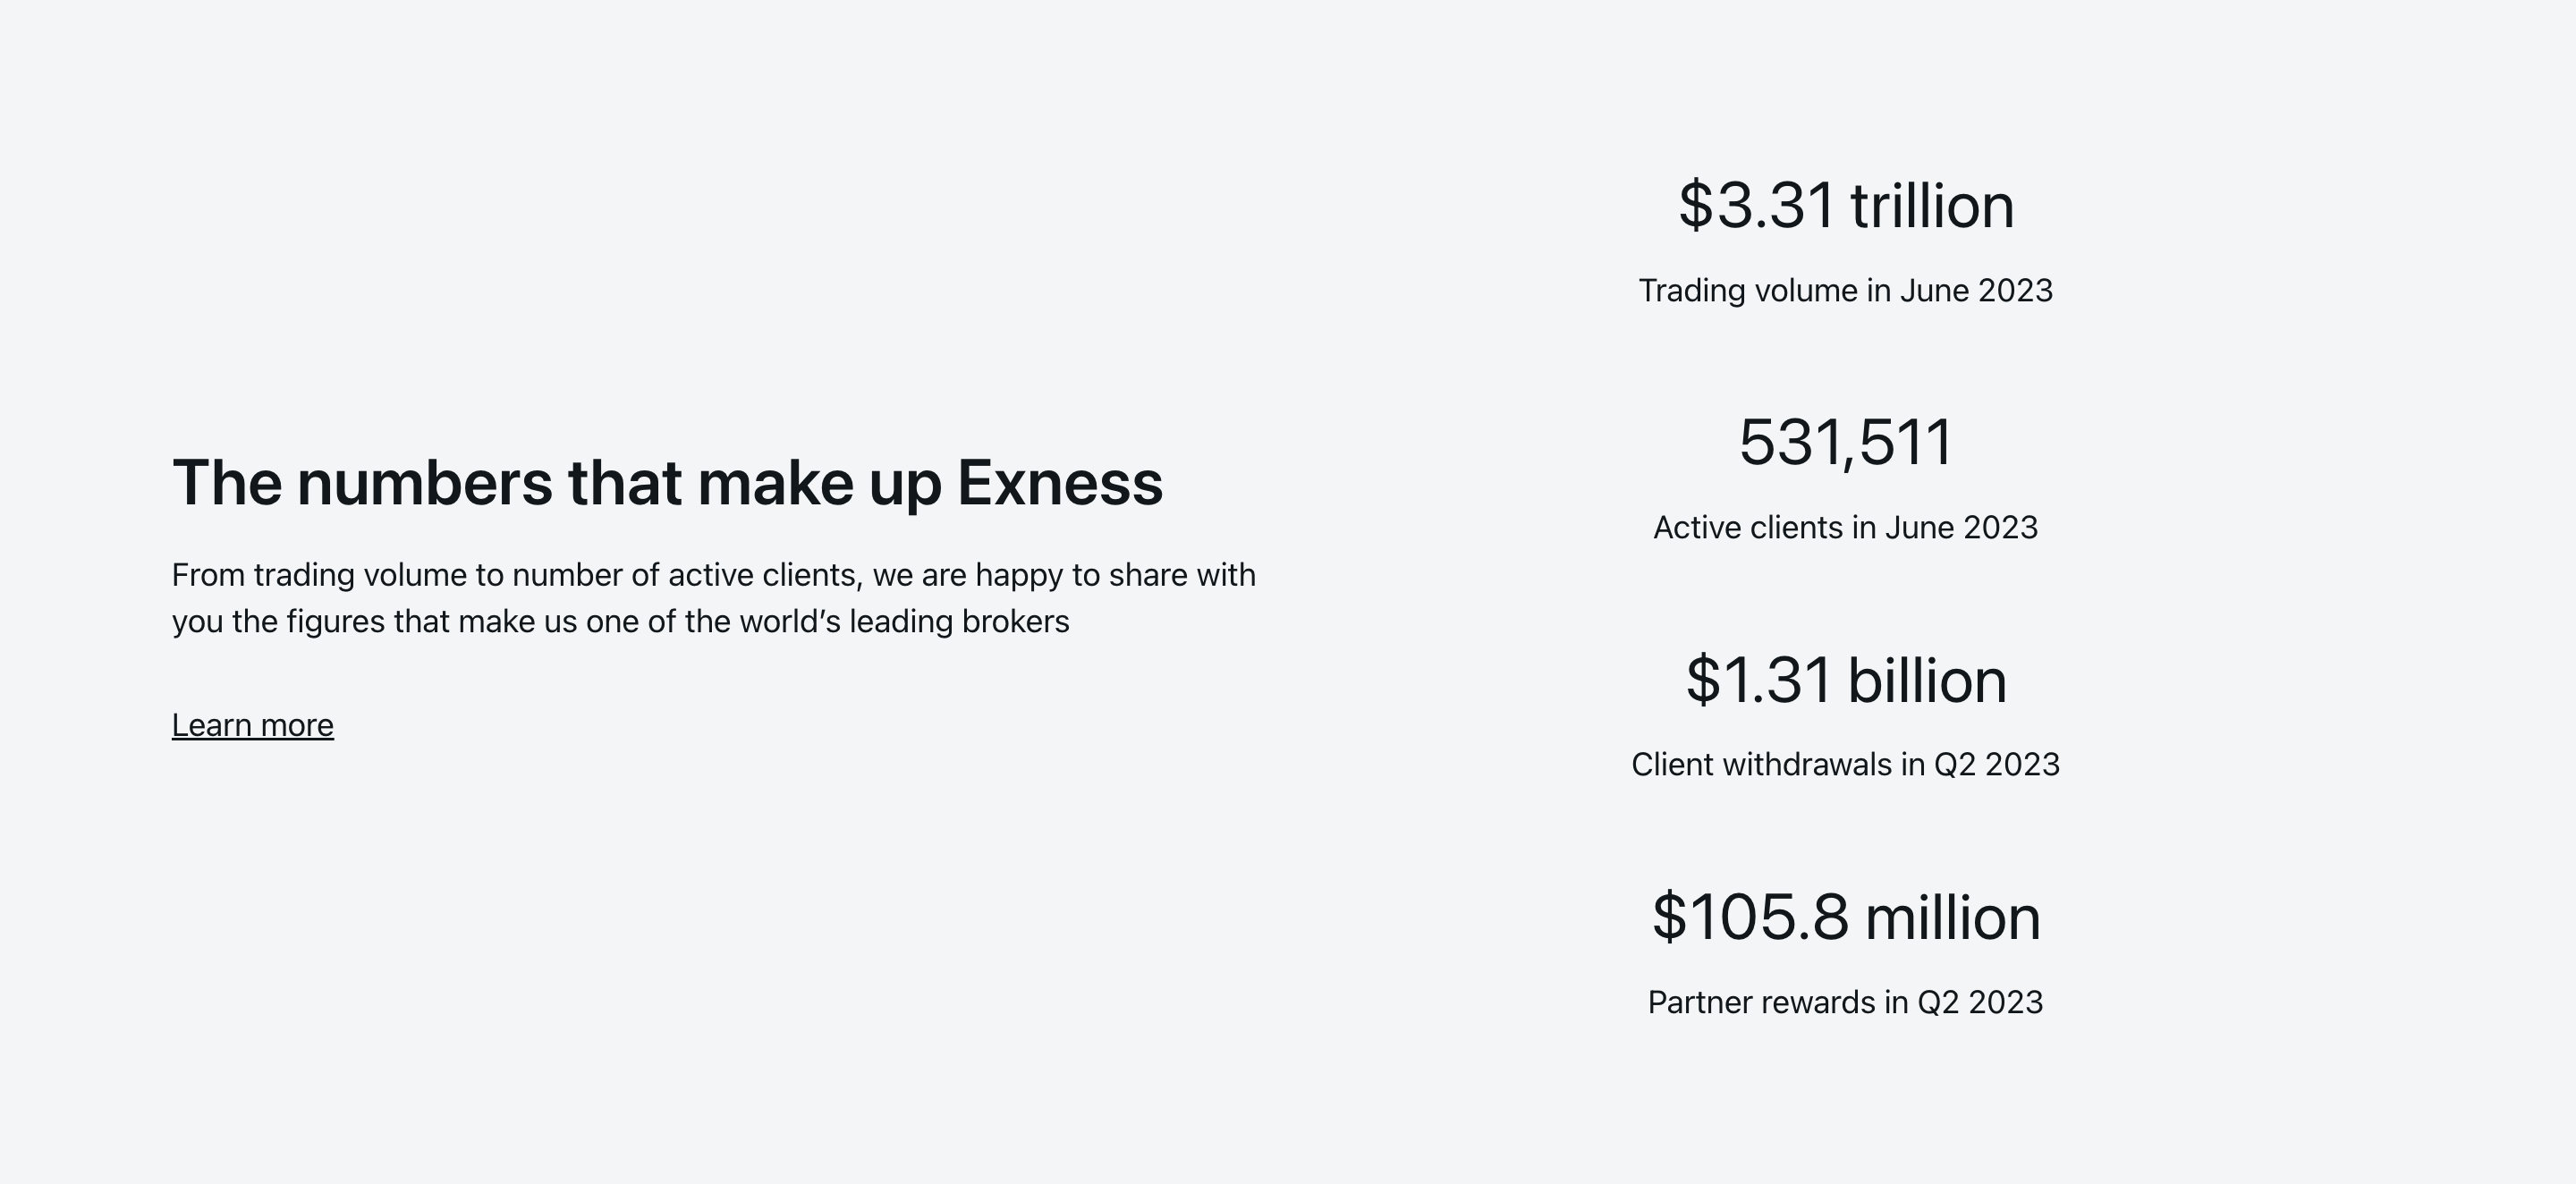 The numbers that make up Exness
From trading volume to number of active clients, we are happy to share with
you the figures that make us one of the world’s leading brokers
Learn more
$3.31 trillion
Trading volume in June 2023
531,511
Active clients in June 2023
$1.31 billion
Client withdrawals in Q2 2023
$105.8 million
Partner rewards in Q2 2023